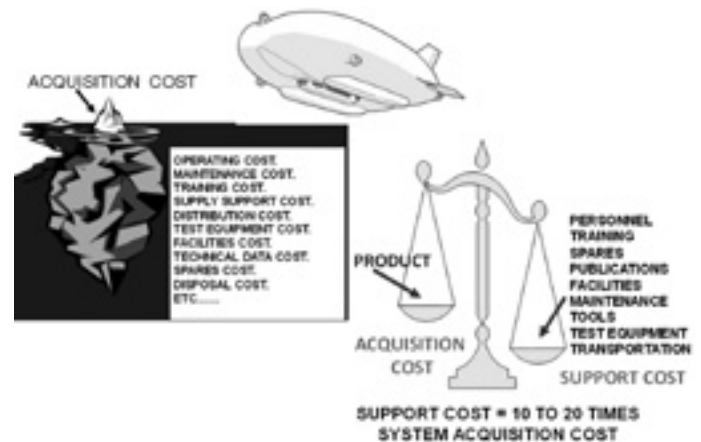 ACQUISITION COST
OPERATING COST.
MAINTENANCE COST.
TRAINING COST.
SUPPLY SUPPORT COST.
DISTRIBUTION COST.
TEST EQUIPMENT COST.
FACILITIES COST.
TECHNICAL DATA COST.
SPARES COST.
DISPOSAL COST.
ETC......
PRODUCT
ACQUISITION
COST
PERSONNEL
TRAINING
SPARES
PUBLICATIONS
FACILITIES
MAINTENANCE
TOOLS
TEST EQUIPMENT
TRANSPORTATION
SUPPORT COST
SUPPORT COST = 10 TO 20 TIMES
SYSTEM ACQUISITION COST